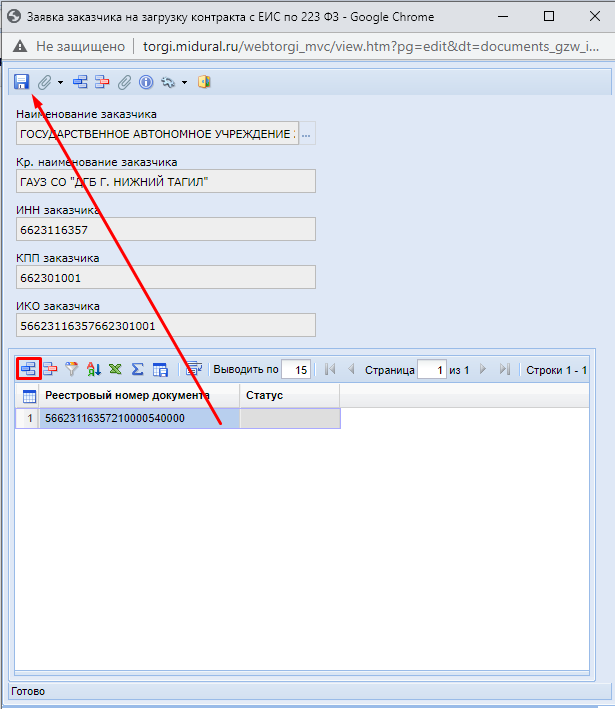 Заявка заказчика на загрузку контракта с ЕИС по 223 ФЗ - Google Chrome
Не защищено torgi.midural.ru/webtorgi_mvc/view.htm?pg=edit&dt=documents_gzw_i...
Наименование заказчика
ГОСУДАРСТВЕННОЕ АВТОНОМНОЕ УЧРЕЖДЕНИЕ ...
Кр. наименование заказчика
ГАУЗ СО "ДГБ Г. НИЖНИЙ ТАГИЛ"
ИНН заказчика
6623116357
КПП заказчика
662301001
ИКО заказчика
56623116357662301001
Выводить по 15 Страница 1 из 1 Строки 1 - 1
Реестровый номер документа Статус
1 56623116357210000540000
Готово